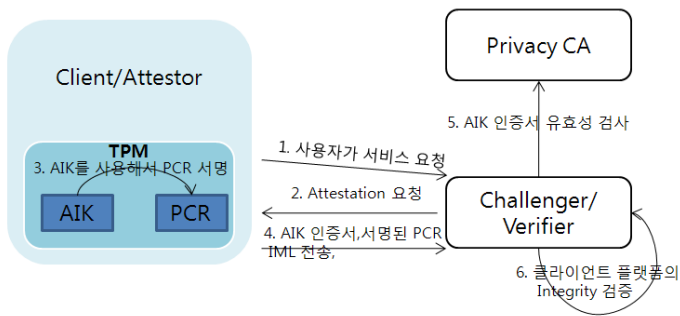 Client/Attestor
Privacy CA
TPM
3. AIK를 사용해서 PCR 서명
AIK
PCR
1. 사용자가 서비스 요청
2. Attestation 요청
4. AIK 인증서,서명된 PCR
IML 전송,
5. AIK 인증서 유효성 검사
Challenger/
Verifier
6. 클라이언트 플랫폼의
Integrity 검증